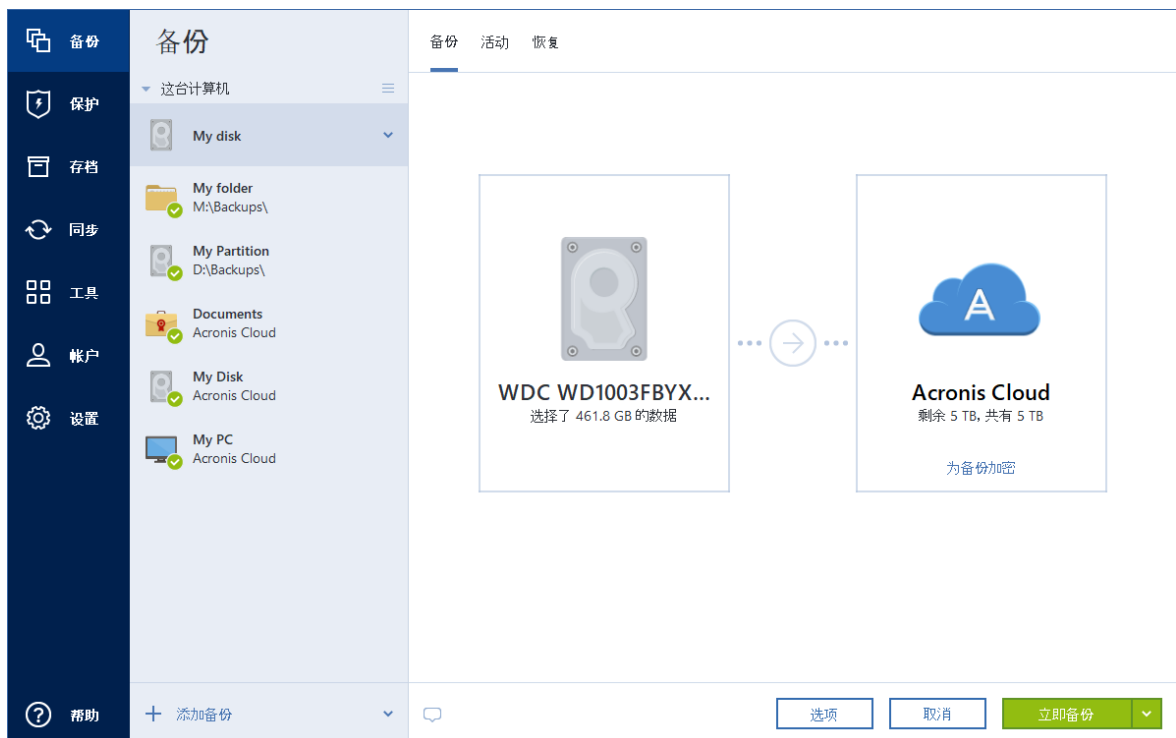 备份
保护
存档
同步
工具
帐户
设置
帮助
备份
这台计算机
My disk
My folder
M:\Backups\
My Partition
D:\Backups\
Documents
Acronis Cloud
My Disk
Acronis Cloud
My PC
Acronis Cloud
添加备份
备份 活动 恢复
WDC WD1003FBYX...
选择了 461.8 GB 的数据
A
Acronis Cloud
剩余 5 TB, 共有 5 TB
为备份加密
选项 取消 立即备份